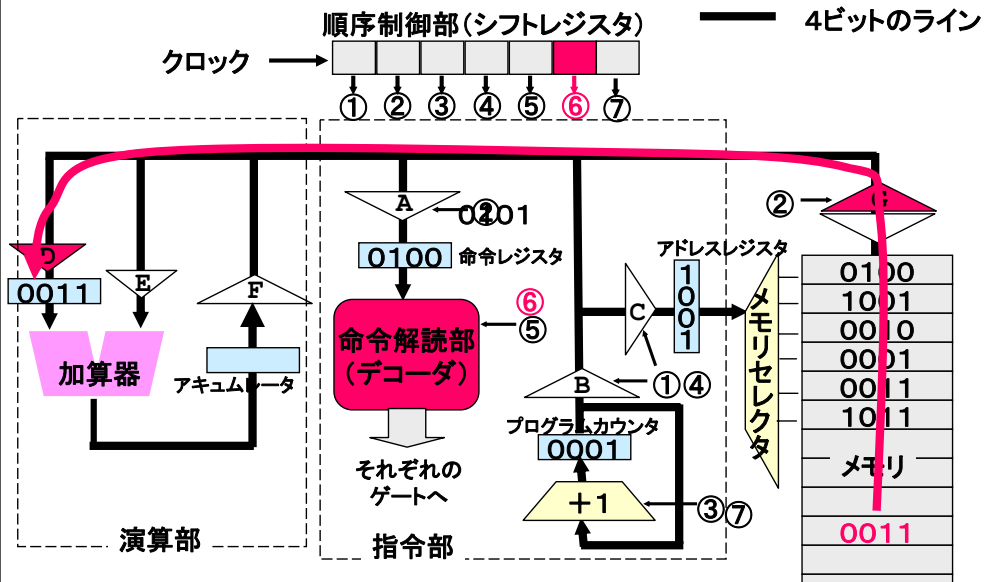 順序制御部(シフトレジスタ)
4ビットのライン
クロック
① ② ③ ④ ⑤ ⑥ ⑦
A
②
0101
0100
命令レジスタ
命令解読部
(デコーダ)
⑥
⑤
それぞれの
ゲートへ
指令部
D
0011
E
F
加算器
アキュムレータ
演算部
アドレスレジスタ
1001
C
①④
B
プログラムカウンタ
0001
+1
③⑦
メモリセレクタ
②
G
0100
1001
0010
0001
0011
1011
メモリ
0011